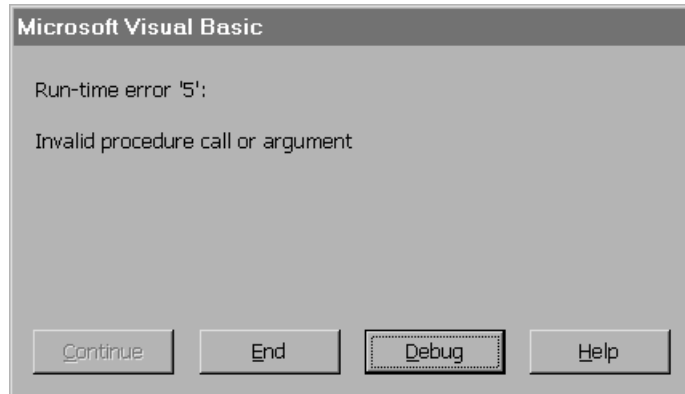 Microsoft Visual Basic
Run-time error '5':
Invalid procedure call or argument
Continue
End
Debug
Help